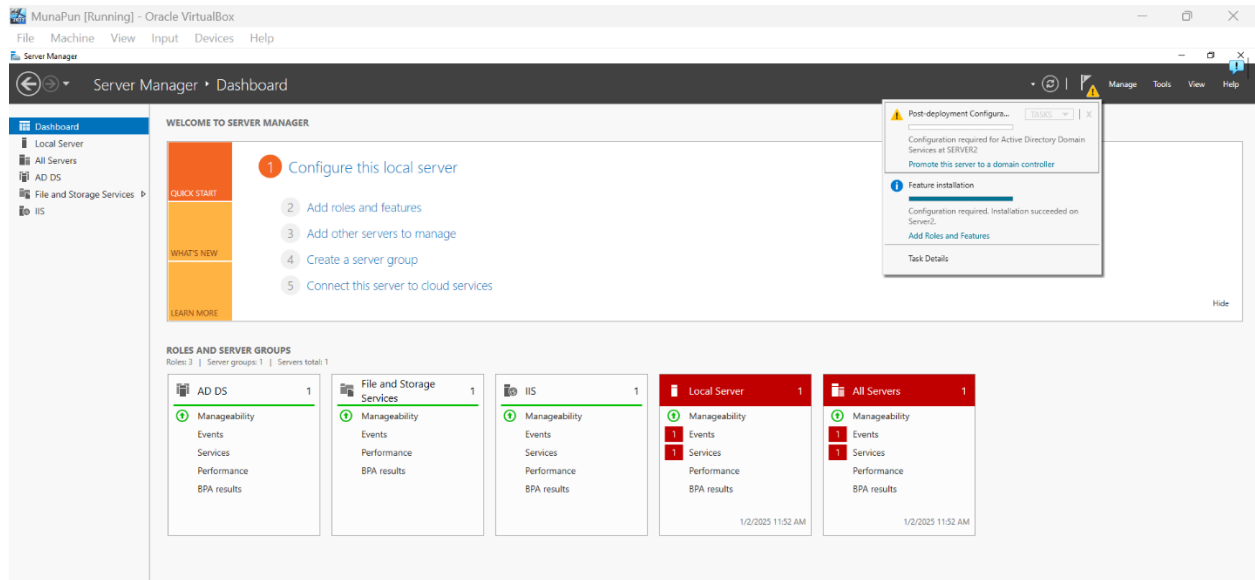 MunaPun [Running] - Oracle VirtualBox
File Machine View Input Devices Help
Server Manager
Server Manager • Dashboard
Manage Tools View Help
Dashboard
Local Server
All Servers
AD DS
File and Storage Services
IIS
WELCOME TO SERVER MANAGER
QUICK START
WHAT'S NEW
LEARN MORE
1 Configure this local server
2 Add roles and features
3 Add other servers to manage
4 Create a server group
5 Connect this server to cloud services
Hide
Post-deployment Configura... TASKS X
Configuration required for Active Directory Domain
Services at SERVER2
Promote this server to a domain controller
Feature installation
Configuration required. Installation succeeded on
Server2.
Add Roles and Features
Task Details
ROLES AND SERVER GROUPS
Roles: 3 | Server groups: 1 | Servers total: 1
AD DS 1
Manageability
Events
Services
Performance
BPA results
File and Storage
Services 1
Manageability
Events
Performance
BPA results
IIS 1
Manageability
Events
Services
Performance
BPA results
Local Server 1
Manageability
1 Events
1 Services
Performance
BPA results
1/2/2025 11:52 AM
All Servers 1
Manageability
1 Events
1 Services
Performance
BPA results
1/2/2025 11:52 AM